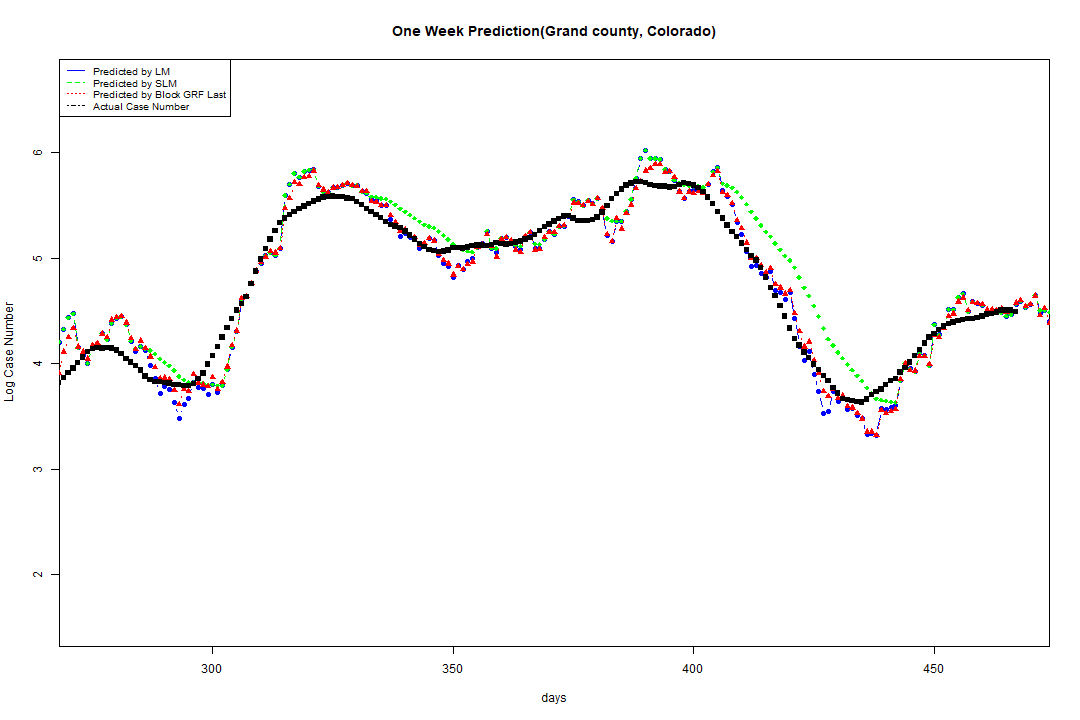 One Week Prediction(Grand county, Colorado)
Predicted by LM
Predicted by SLM
Predicted by Block GRF Last
Actual Case Number
6
5
4
3
2
Log Case Number
300 350 400 450
days